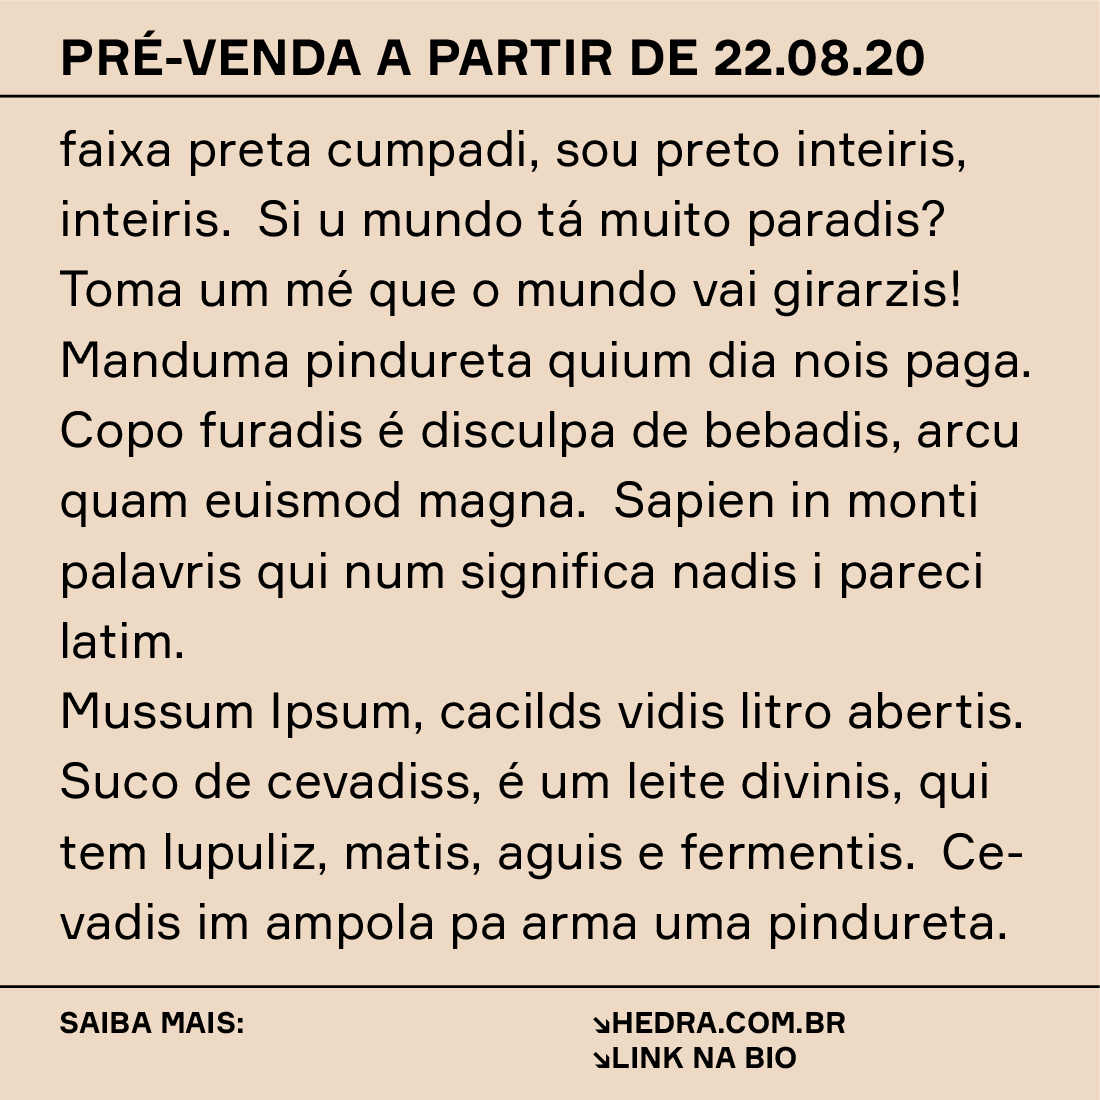 PRÉ-VENDA A PARTIR DE 22.08.20
faixa preta cumpadi, sou preto inteiris,
inteiris.  Si u mundo tá muito paradis?
Toma um mé que o mundo vai girarzis!
Manduma pindureta quium dia nois paga.
Copo furadis é disculpa de bebadis, arcu
quam euismod magna.  Sapien in monti
palavris qui num significa nadis i pareci
latim.
Mussum Ipsum, cacilds vidis litro abertis.
Suco de cevadiss, é um leite divinis, qui
tem lupuliz, matis, aguis e fermentis.  Ce-
vadis im ampola pa arma uma pindureta.
SAIBA MAIS:
↘HEDRA.COM.BR
↘LINK NA BIO